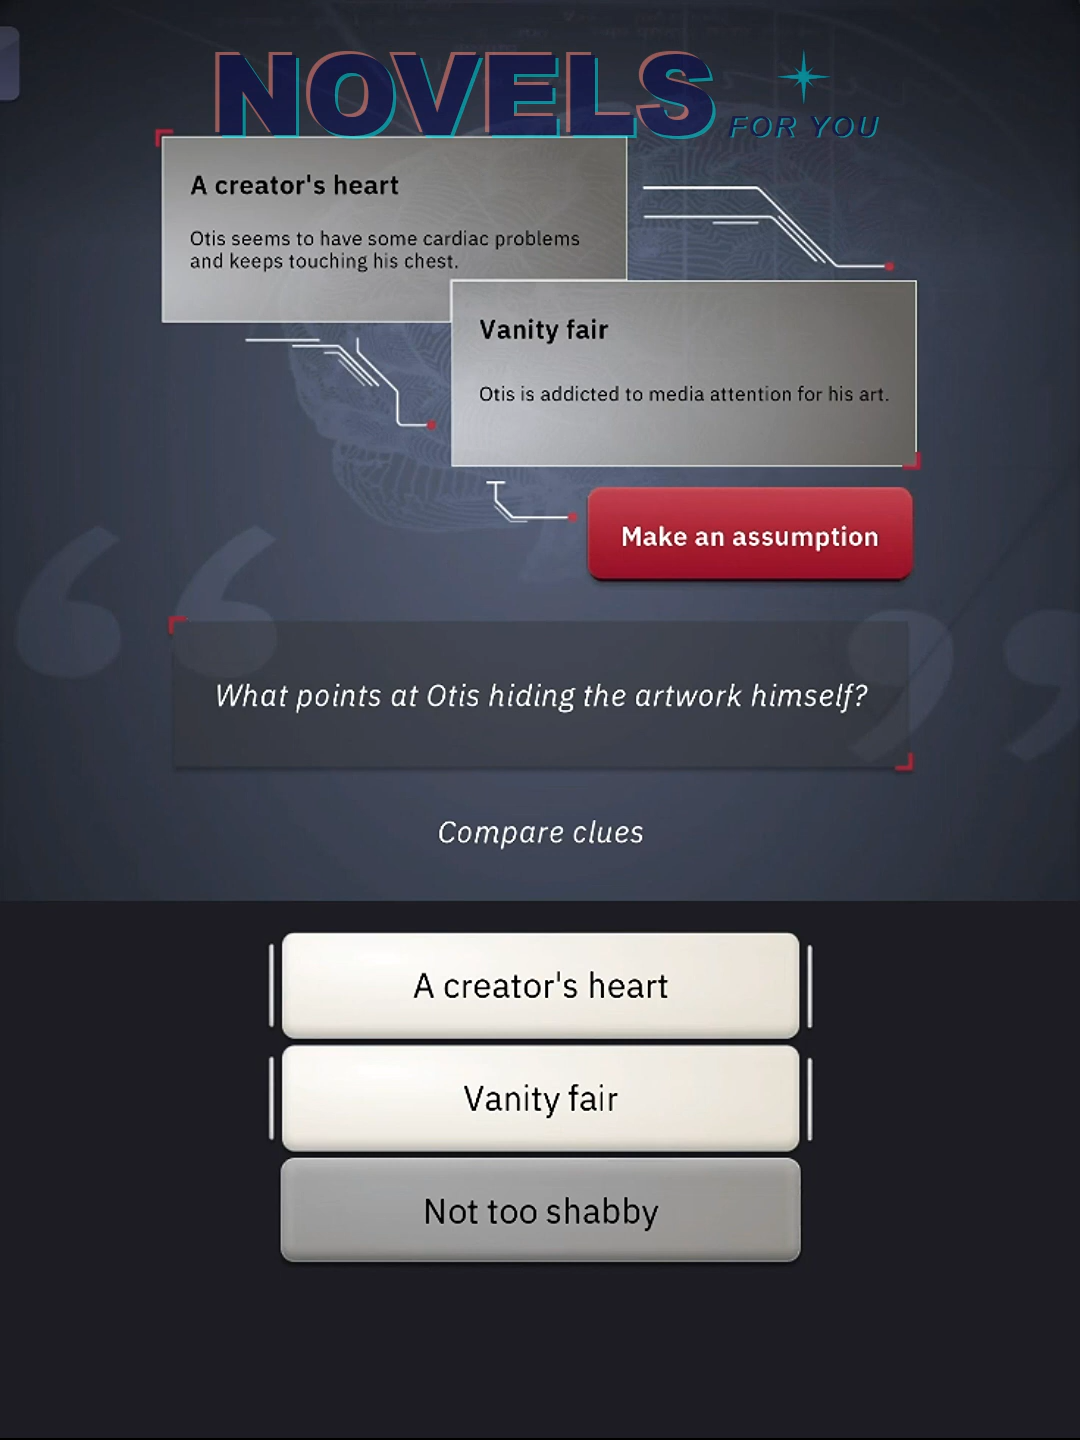 NOVELS
FOR YOU
A creator's heart
Otis seems to have some cardiac problems
and keeps touching his chest.
Vanity fair
Otis is addicted to media attention for his art.
Make an assumption
What points at Otis hiding the artwork himself?
Compare clues
A creator's heart
Vanity fair
Not too shabby